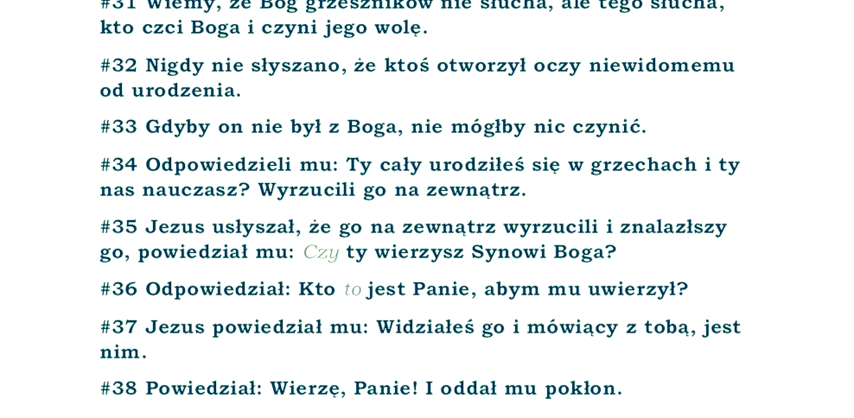 #31 Wiemy, że Bóg grzeszników nie słucha, ale tego słucha,
kto czci Boga i czyni jego wolę.
#32 Nigdy nie słyszano, że ktoś otworzył oczy niewidomemu
od urodzenia.
#33 Gdyby on nie był z Boga, nie mógłby nic czynić.
#34 Odpowiedzieli mu: Ty cały urodziłeś się w grzechach i ty
nas nauczasz? Wyrzucili go na zewnątrz.
#35 Jezus usłyszał, że go na zewnątrz wyrzucili i znalazłszy
go, powiedział mu: Czy ty wierzysz Synowi Boga?
#36 Odpowiedział: Kto to jest Panie, abym mu uwierzył?
#37 Jezus powiedział mu: Widziałeś go i mówiący z tobą, jest
nim.
#38 Powiedział: Wierzę, Panie! I oddał mu pokłon.